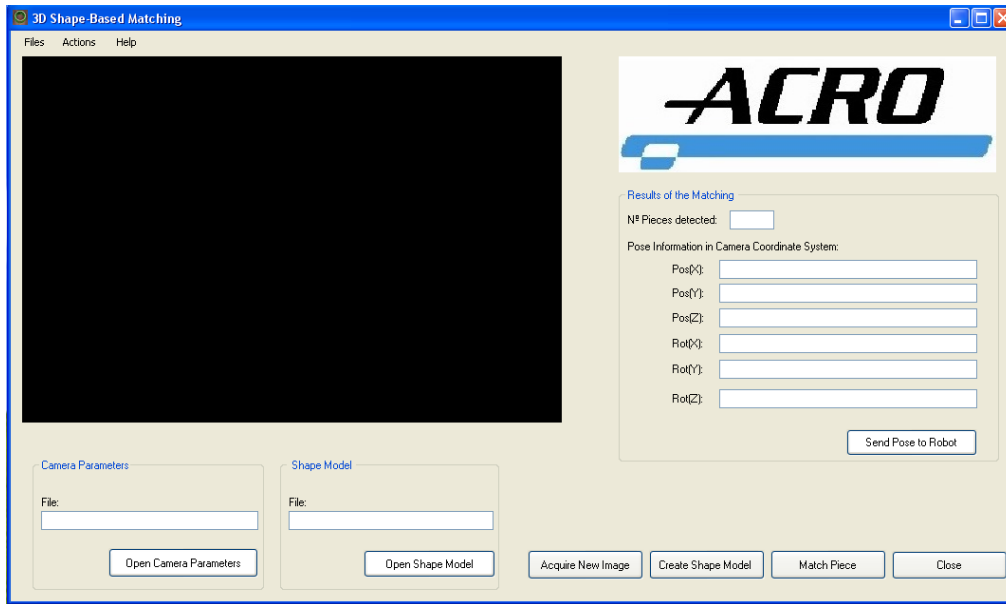 3D Shape-Based Matching
Files Actions Help
ACRO
Results of the Matching
Nº Pieces detected:
Pose Information in Camera Coordinate System:
Pos(X):
Pos(Y):
Pos(Z):
Rot(X):
Rot(Y):
Rot(Z):
Send Pose to Robot
Camera Parameters
File:
Open Camera Parameters
Shape Model
File:
Open Shape Model
Acquire New Image
Create Shape Model
Match Piece
Close